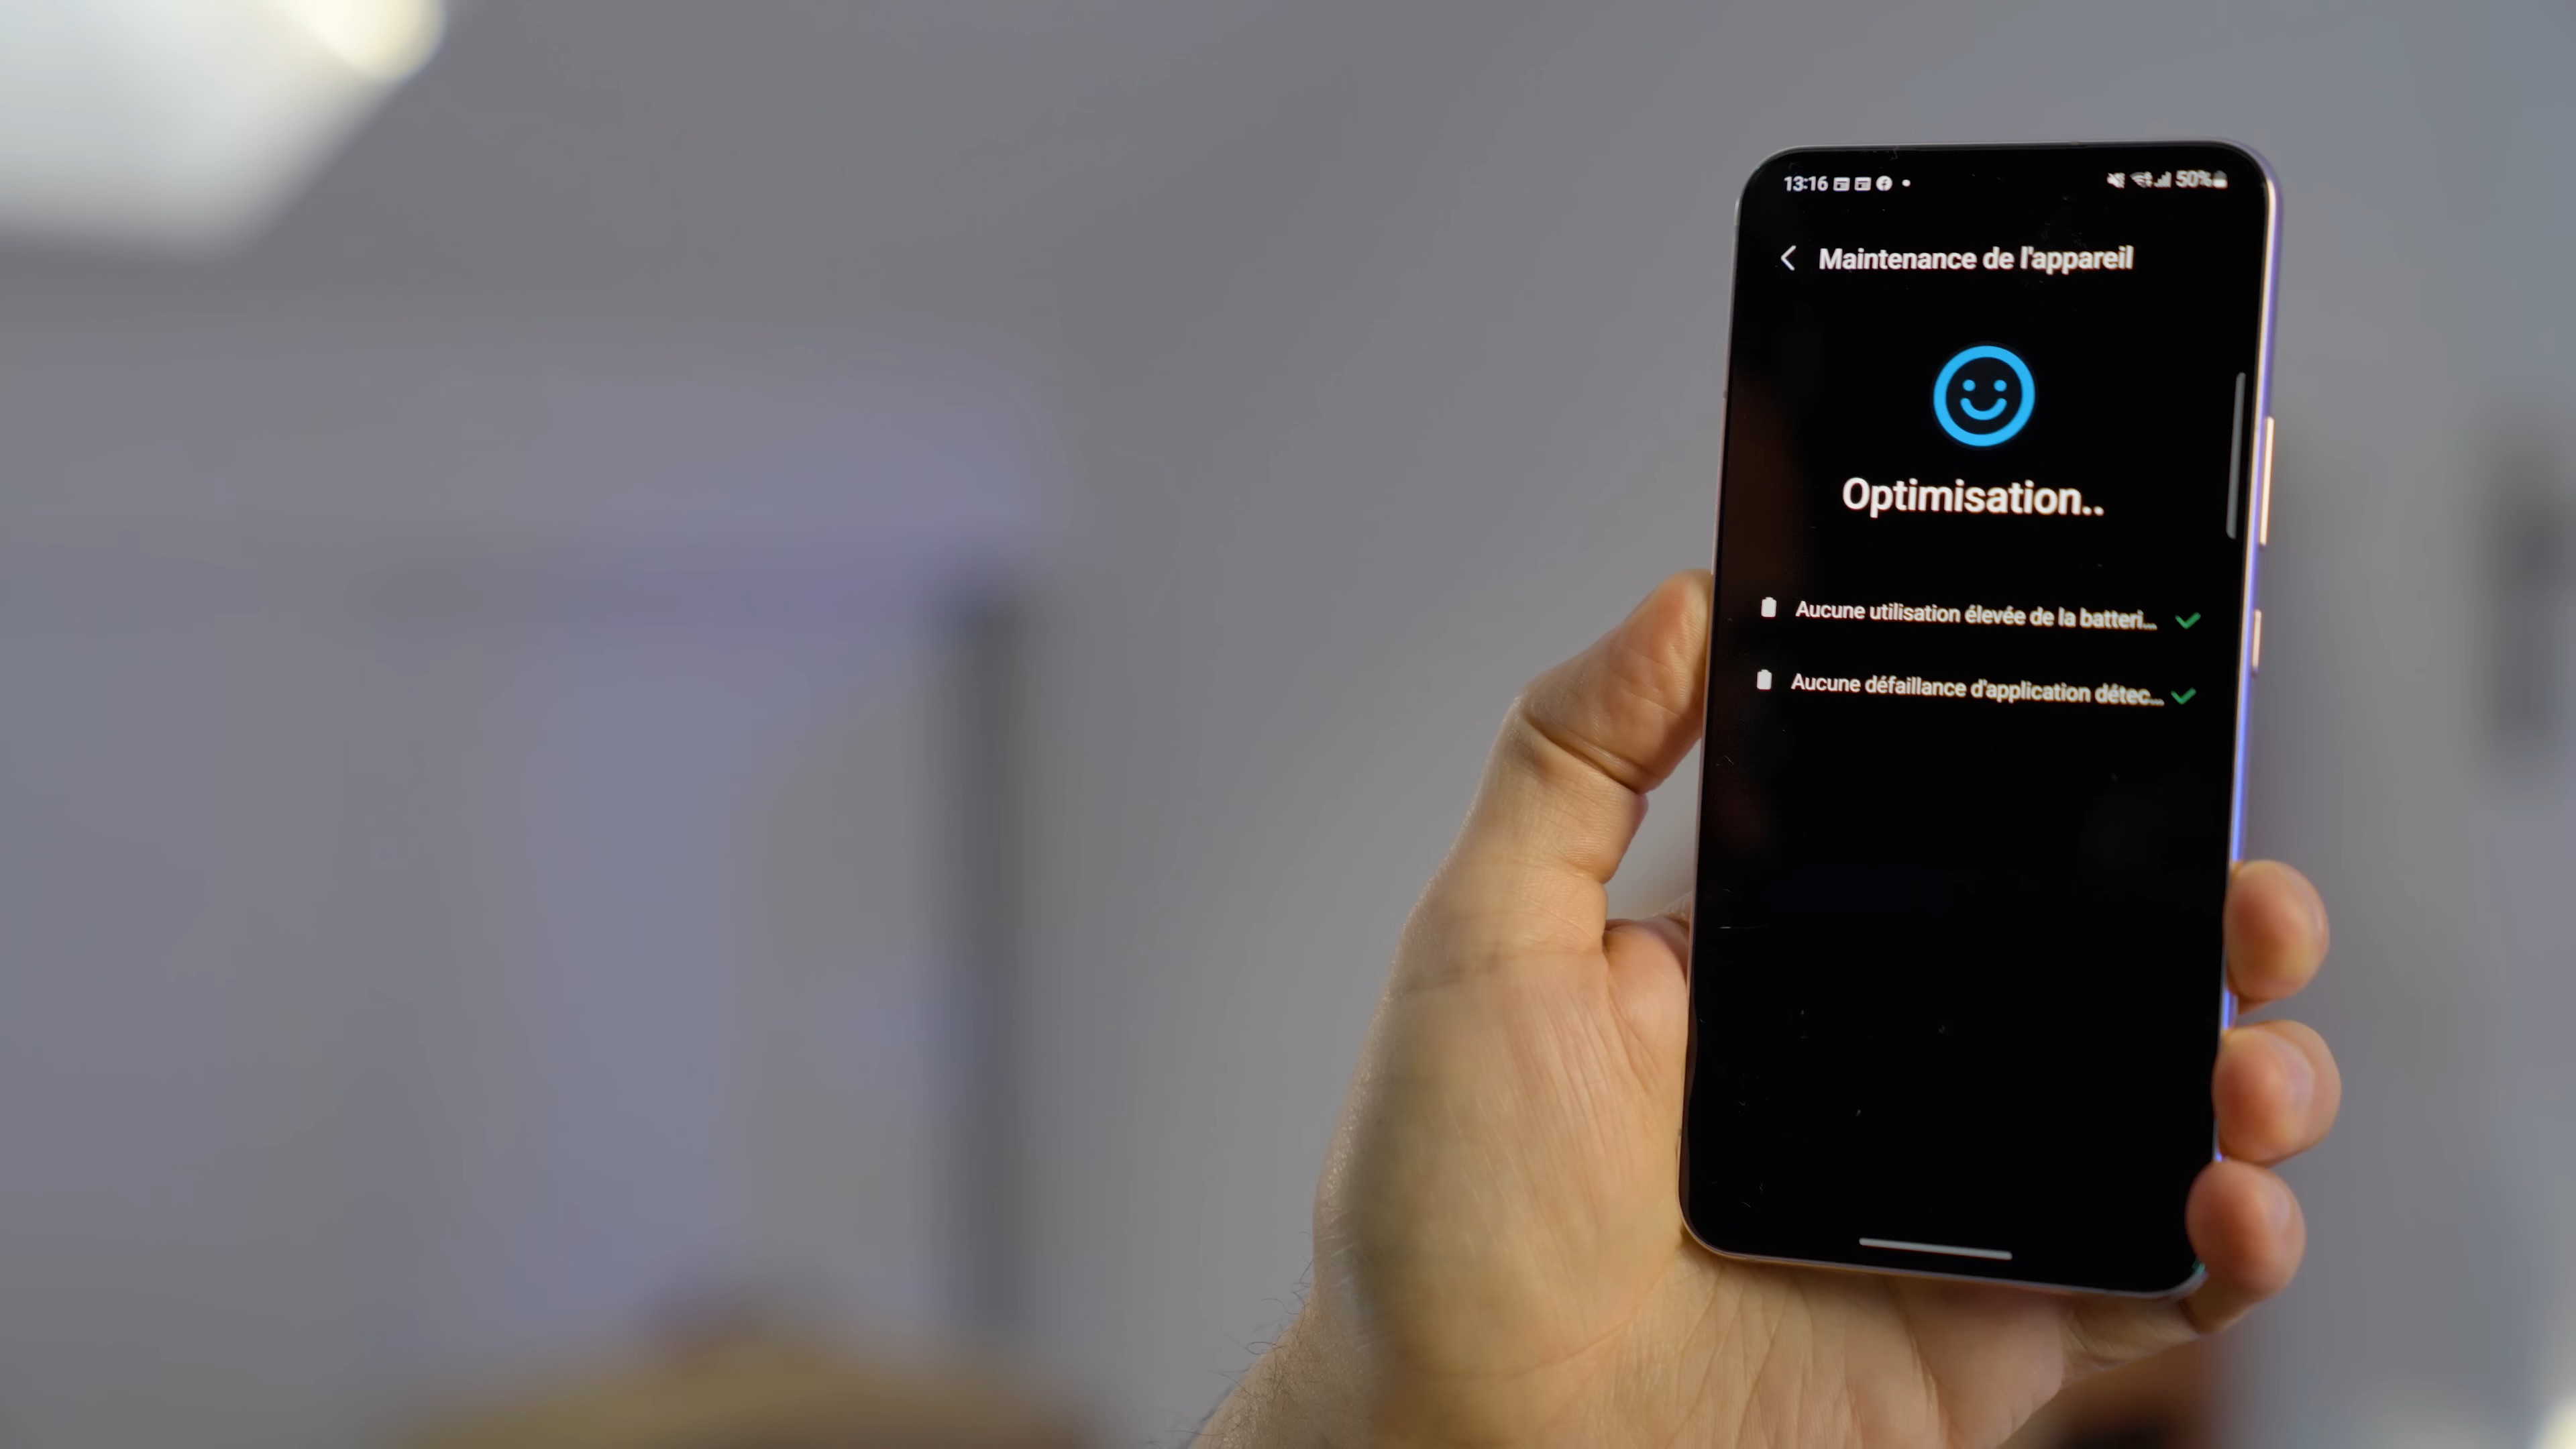 13:16 50%
Maintenance de l'appareil
Optimisation..
Aucune utilisation élevée de la batteri...
Aucune défaillance d'application détec...